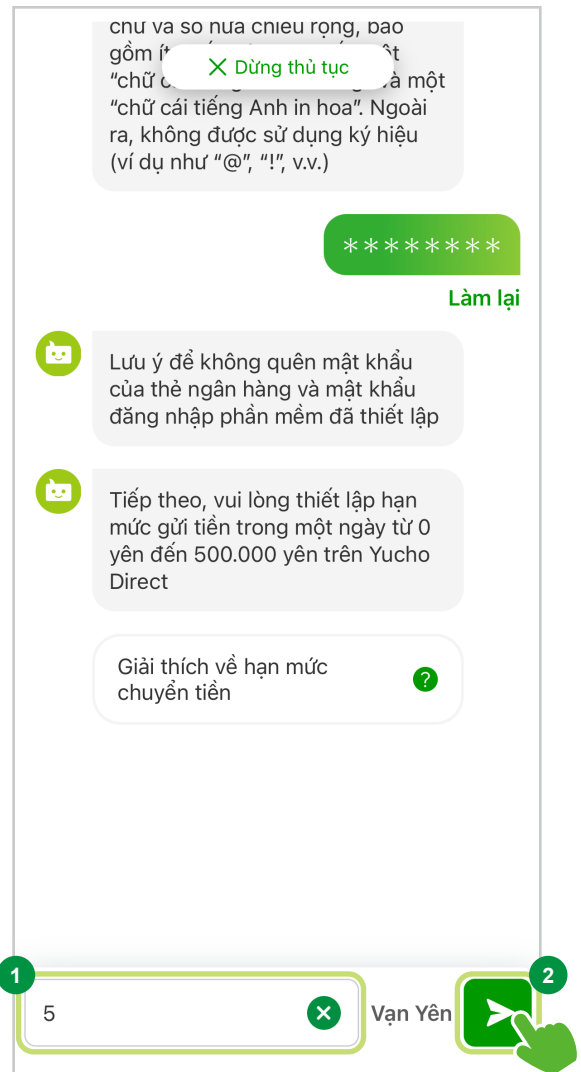 chữ và số nửa chiều rộng, bao
gồm ít
"chữ
và một
"chữ cái tiếng Anh in hoa". Ngoài
ra, không được sử dụng ký hiệu
(ví dụ như "@", "!", v.v.)
Dừng thủ tục
********
Làm lại
Lưu ý để không quên mật khẩu
của thẻ ngân hàng và mật khẩu
đăng nhập phần mềm đã thiết lập
Tiếp theo, vui lòng thiết lập hạn
mức gửi tiền trong một ngày từ 0
yên đến 500.000 yên trên Yucho
Direct
Giải thích về hạn mức
chuyển tiền
?
1
2
5
Vạn Yên